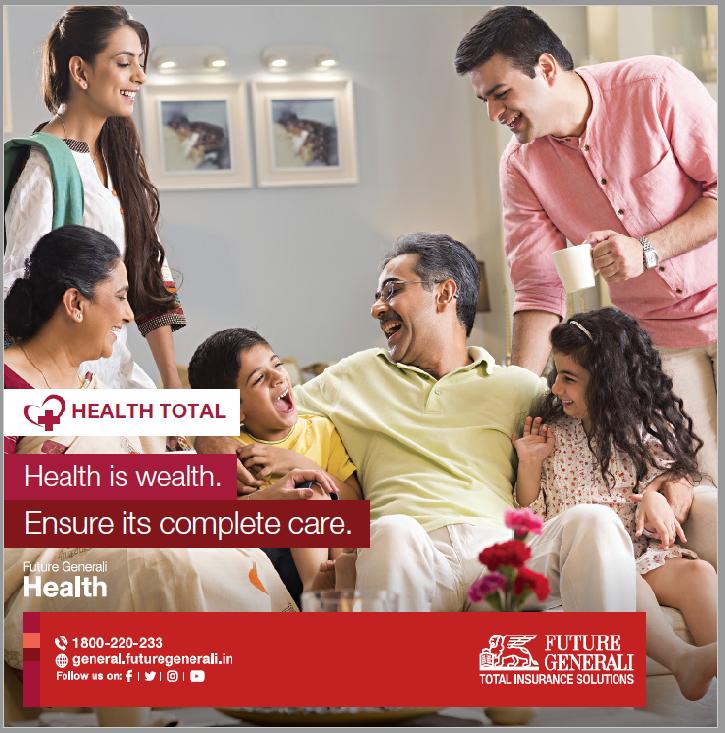 HEALTH TOTAL
Health is wealth.
Ensure its complete care.
Future Generali
Health
1800-220-233
general.futuregenerali.in
Follow us on:
FUTURE
GENERALI
TOTAL INSURANCE SOLUTIONS